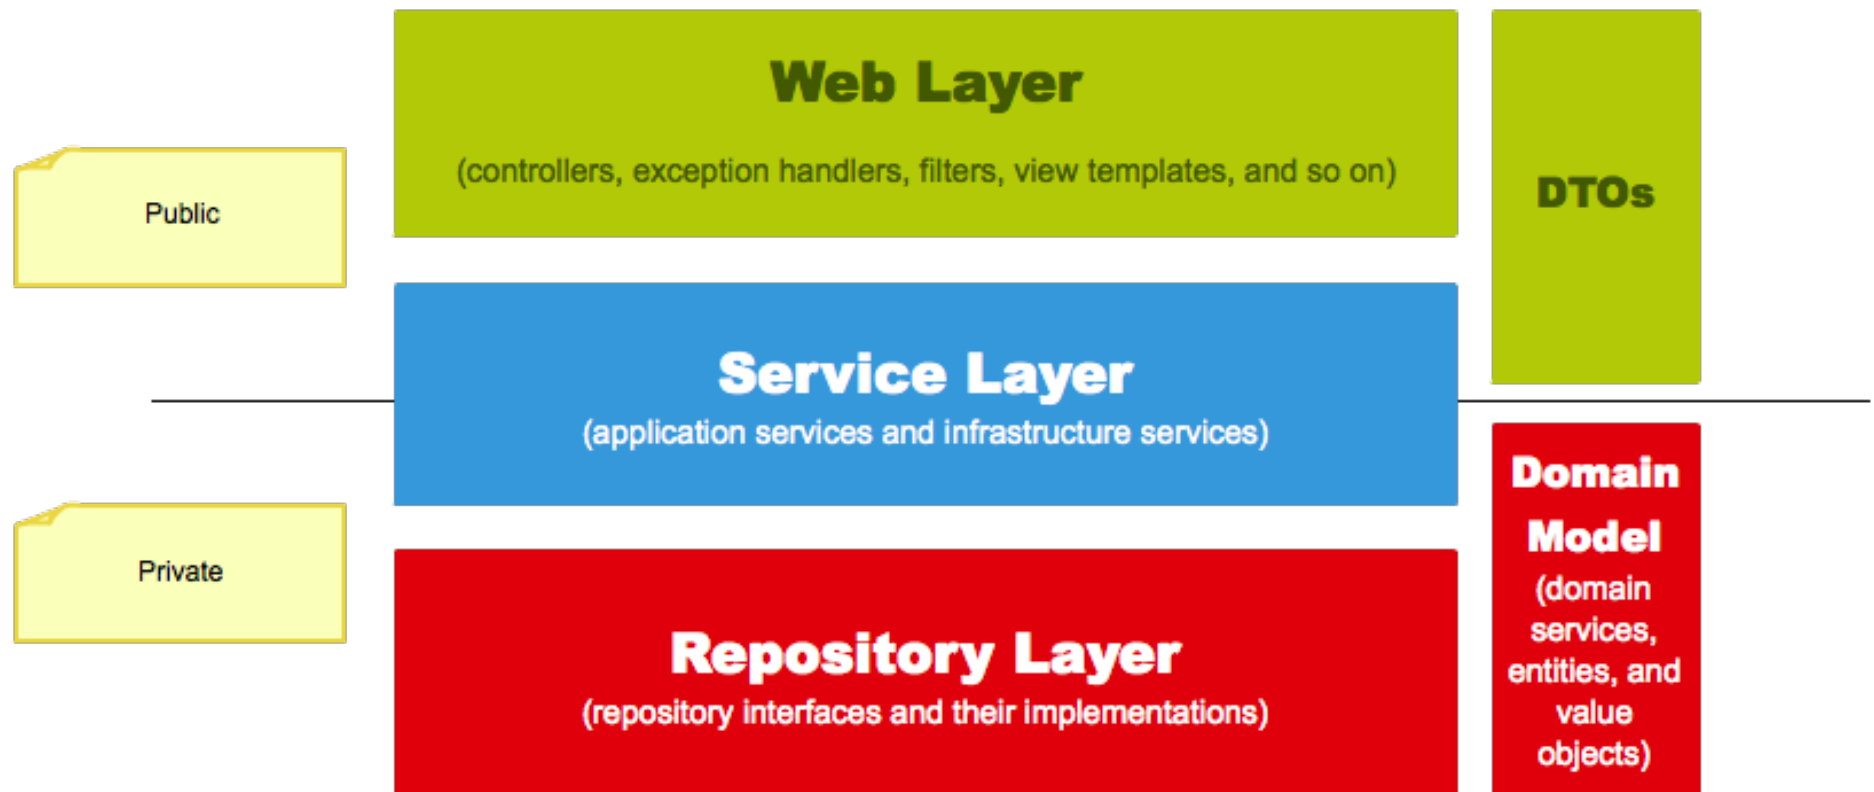 Web Layer
(controllers, exception handlers, filters, view templates, and so on)
DTOs
Public
Service Layer
(application services and infrastructure services)
Private
Repository Layer
(repository interfaces and their implementations)
Domain
Model
(domain
services,
entities, and
value
objects)